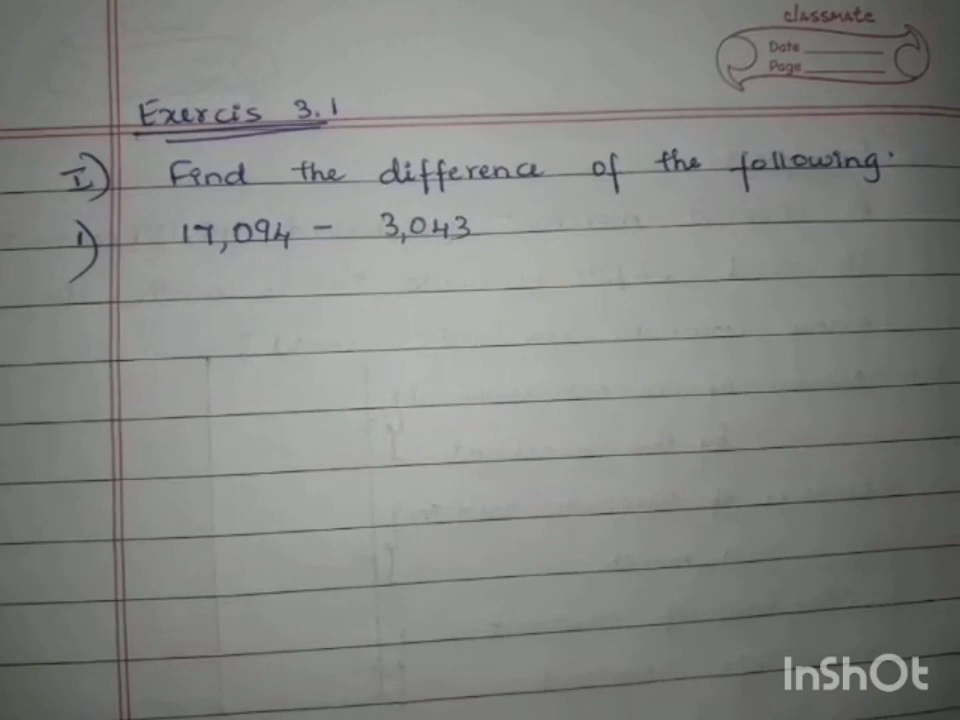 classmate
Date
Page
Exercis 3.1
I) Find the difference of the following.
1) 17,094 - 3,043
InShOt